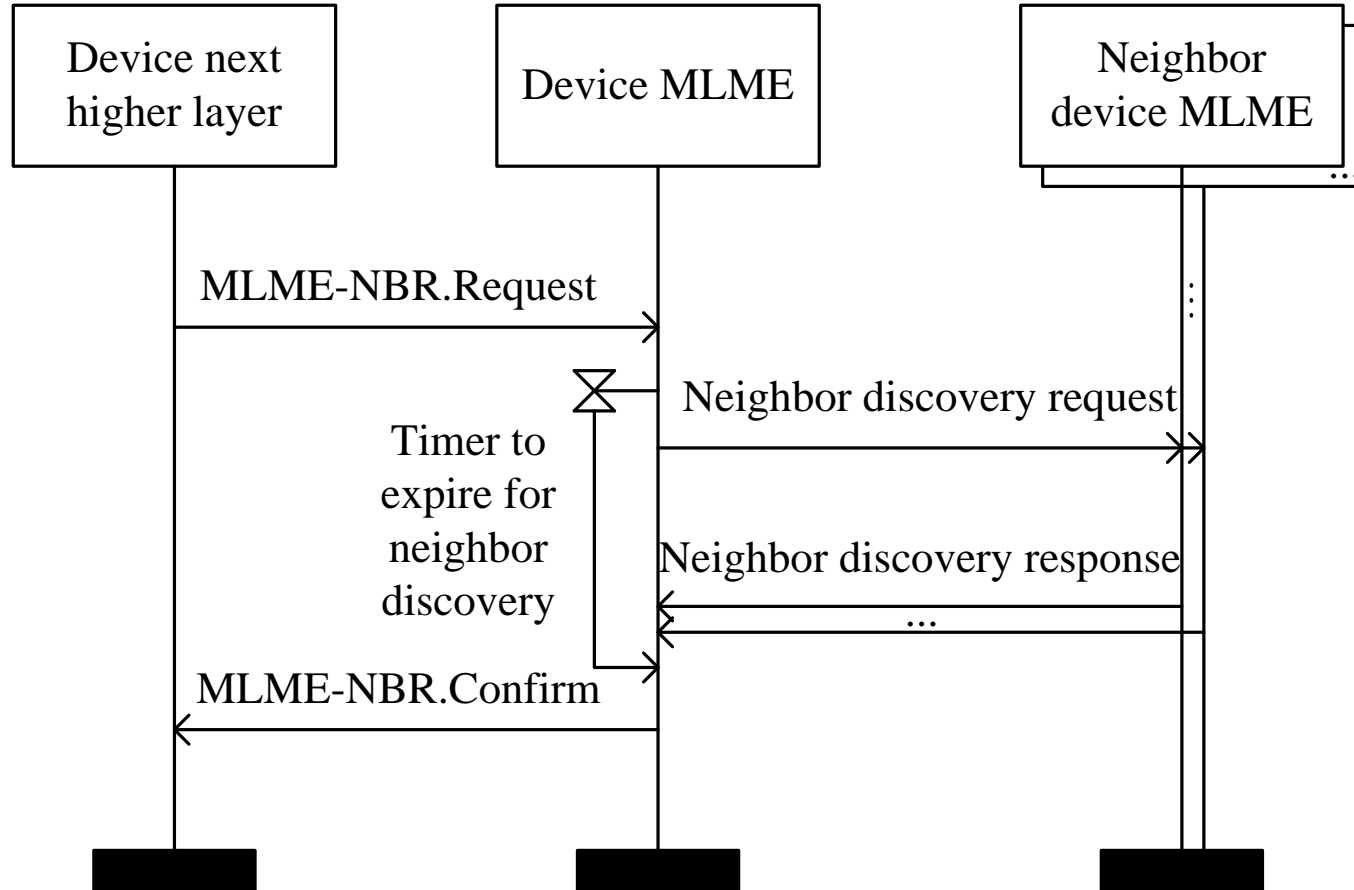 Device next
higher layer
Device MLME
Neighbor
device MLME
...
MLME-NBR.Request
...
Neighbor discovery request
Timer to
expire for
neighbor
discovery
Neighbor discovery response
...
MLME-NBR.Confirm